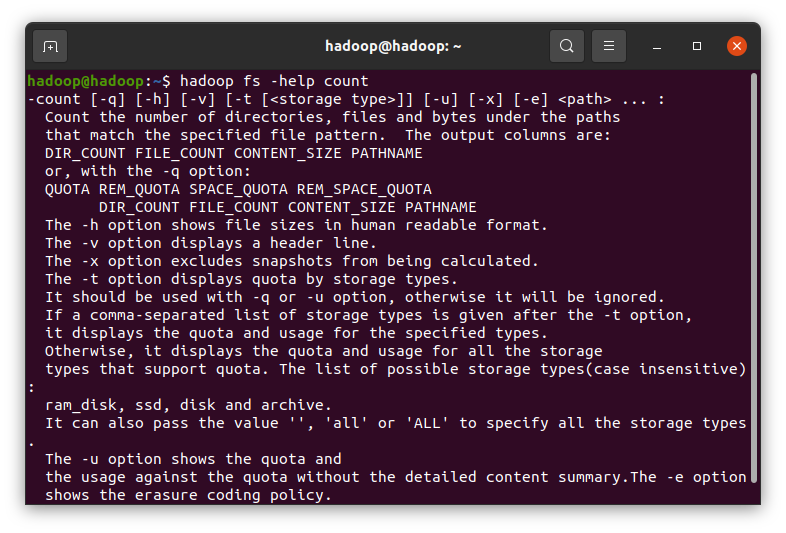 hadoop@hadoop: ~
hadoop@hadoop:~$ hadoop fs -help count
-count [-q] [-h] [-v] [-t [<storage type>]] [-u] [-x] [-e] <path> ... :
  Count the number of directories, files and bytes under the paths
  that match the specified file pattern.  The output columns are:
  DIR_COUNT FILE_COUNT CONTENT_SIZE PATHNAME
  or, with the -q option:
  QUOTA REM_QUOTA SPACE_QUOTA REM_SPACE_QUOTA
        DIR_COUNT FILE_COUNT CONTENT_SIZE PATHNAME
  The -h option shows file sizes in human readable format.
  The -v option displays a header line.
  The -x option excludes snapshots from being calculated.
  The -t option displays quota by storage types.
  It should be used with -q or -u option, otherwise it will be ignored.
  If a comma-separated list of storage types is given after the -t option,
  it displays the quota and usage for the specified types.
  Otherwise, it displays the quota and usage for all the storage
  types that support quota. The list of possible storage types(case insensitive)
:
  ram_disk, ssd, disk and archive.
  It can also pass the value '', 'all' or 'ALL' to specify all the storage types
.
  The -u option shows the quota and
  the usage against the quota without the detailed content summary.The -e option
  shows the erasure coding policy.